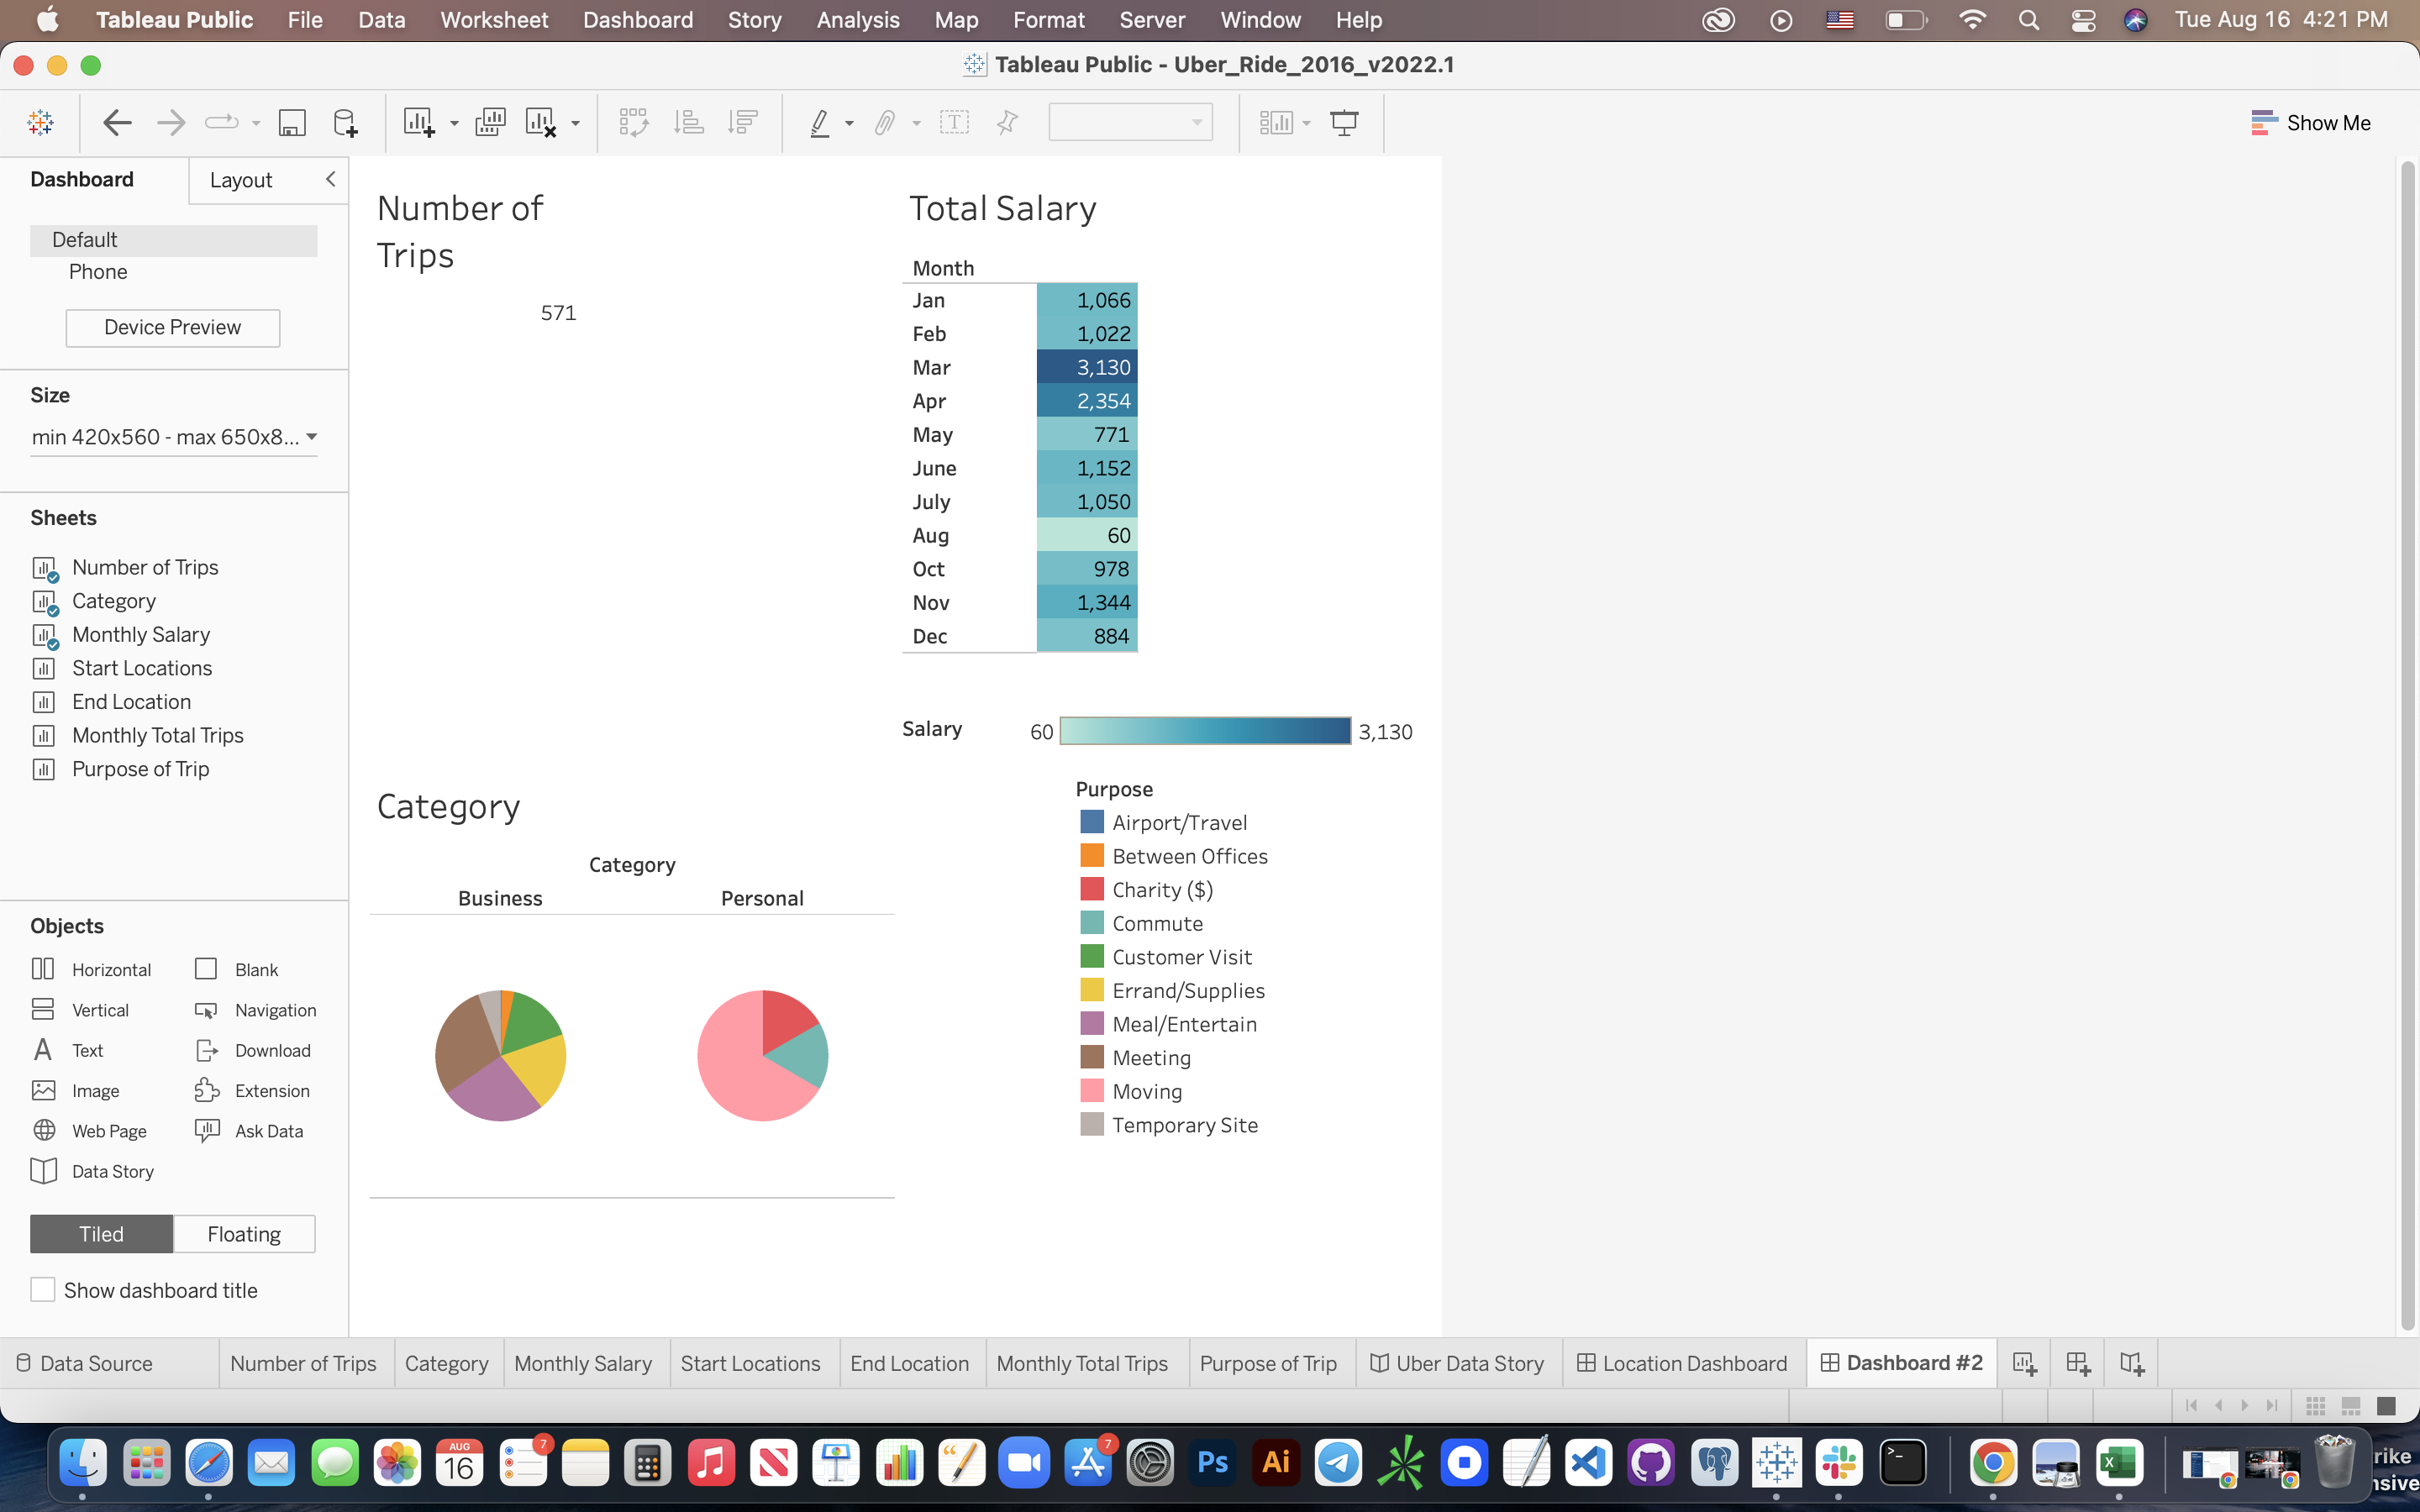 Tableau Public File Data Worksheet Dashboard Story Analysis Map Format Server Window Help Tue Aug 16 4:21 PM
Tableau Public - Uber_Ride_2016_v2022.1
Show Me
Dashboard Layout
Default
Phone
Device Preview
Size
min 420x560 - max 650x8...
Sheets
Number of Trips
Category
Monthly Salary
Start Locations
End Location
Monthly Total Trips
Purpose of Trip
Objects
Horizontal Blank
Vertical Navigation
Text Download
Image Extension
Web Page Ask Data
Data Story
Tiled Floating
Show dashboard title
Number of
Trips
571
Total Salary
Month
Jan 1,066
Feb 1,022
Mar 3,130
Apr 2,354
May 771
June 1,152
July 1,050
Aug 60
Oct 978
Nov 1,344
Dec 884
Salary 60 3,130
Category
Category
Business Personal
Purpose
Airport/Travel
Between Offices
Charity ($)
Commute
Customer Visit
Errand/Supplies
Meal/Entertain
Meeting
Moving
Temporary Site
Data Source Number of Trips Category Monthly Salary Start Locations End Location Monthly Total Trips Purpose of Trip Uber Data Story Location Dashboard Dashboard #2
AUG
16
7
7
Ps
Ai
X
rike
nsive